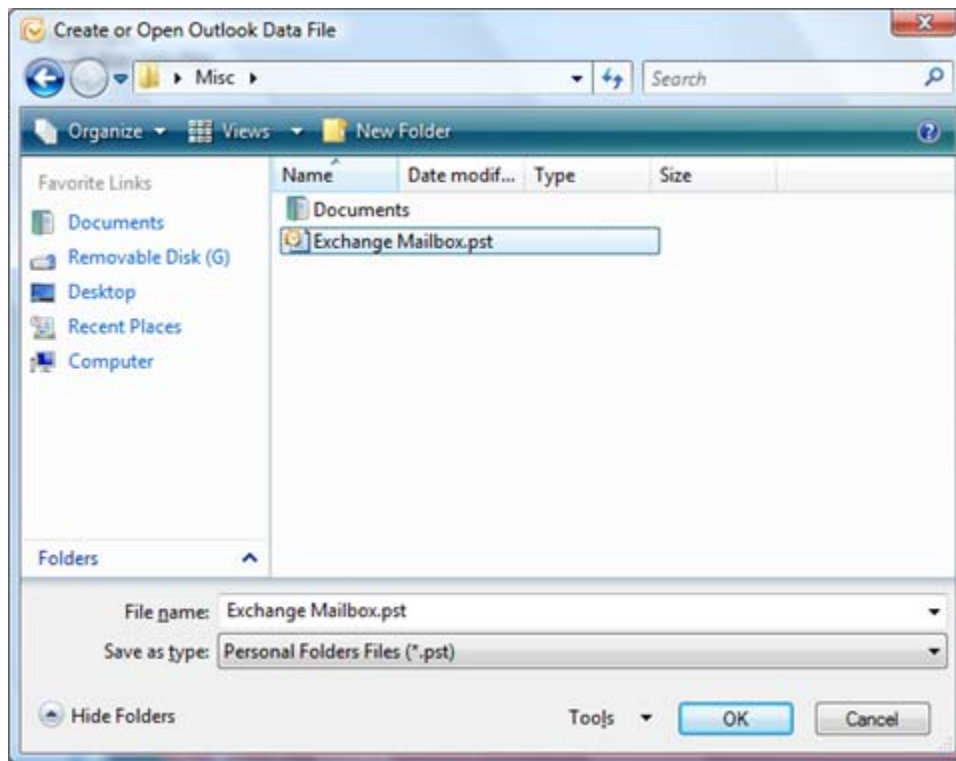 Create or Open Outlook Data File
Misc
Search
Organize Views New Folder
Favorite Links
Documents
Removable Disk (G)
Desktop
Recent Places
Computer
Folders
Name Date modif... Type Size
Documents
Exchange Mailbox.pst
File name: Exchange Mailbox.pst
Save as type: Personal Folders Files (*.pst)
Hide Folders Tools OK Cancel